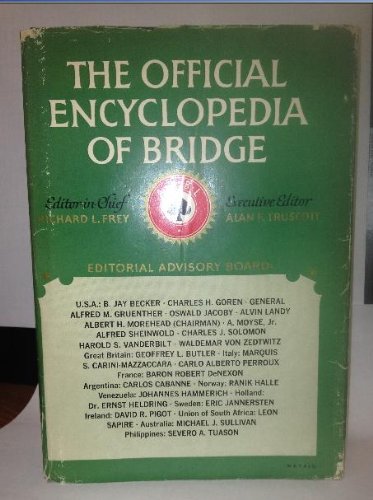 THE OFFICIAL
ENCYCLOPEDIA
OF BRIDGE
Editor-in-Chief Executive Editor
RICHARD L. FREY ALAN F. TRUSCOTT
EDITORIAL ADVISORY BOARD:
U.S.A.: B. JAY BECKER · CHARLES H. GOREN · GENERAL
ALFRED M. GRUENTHER · OSWALD JACOBY · ALVIN LANDY
ALBERT H. MOREHEAD (CHAIRMAN) · A. MOYSE, Jr.
ALFRED SHEINWOLD · CHARLES J. SOLOMON
HAROLD S. VANDERBILT · WALDEMAR VON ZEDTWITZ
Great Britain: GEOFFREY L. BUTLER · Italy: MARQUIS
S. CARINI-MAZZACCARA · CARLO ALBERTO PERROUX
France: BARON ROBERT DeNEXON
Argentina: CARLOS CABANNE · Norway: RANIK HALLE
Venezuela: JOHANNES HAMMERICH · Holland:
Dr. ERNST HELDRING · Sweden: ERIC JANNERSTEN
Ireland: DAVID R. PIGOT · Union of South Africa: LEON
SAPIRE · Australia: MICHAEL J. SULLIVAN
Philippines: SEVERO A. TUASON